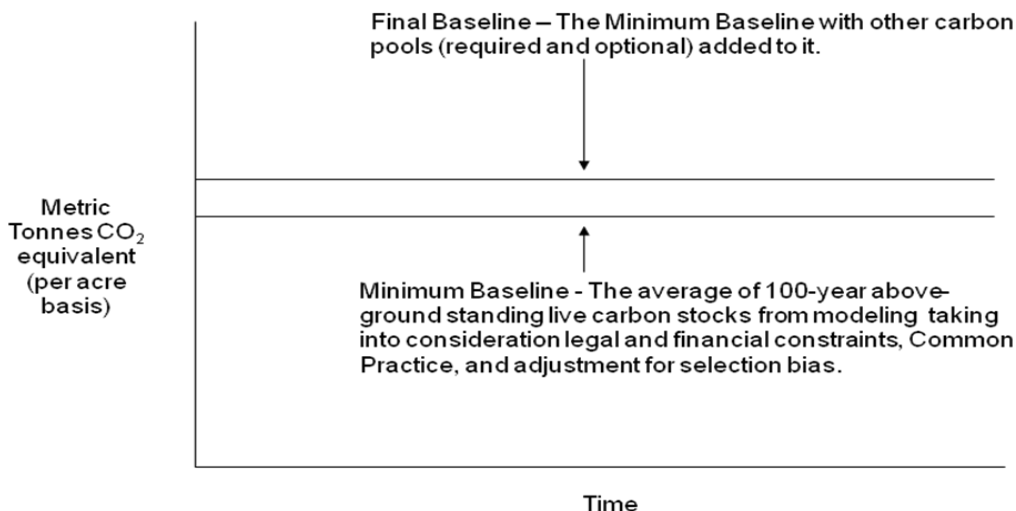 Final Baseline – The Minimum Baseline with other carbon
pools (required and optional) added to it.
Metric
Tonnes CO₂
equivalent
(per acre
basis)
Minimum Baseline - The average of 100-year above-
ground standing live carbon stocks from modeling taking
into consideration legal and financial constraints, Common
Practice, and adjustment for selection bias.
Time